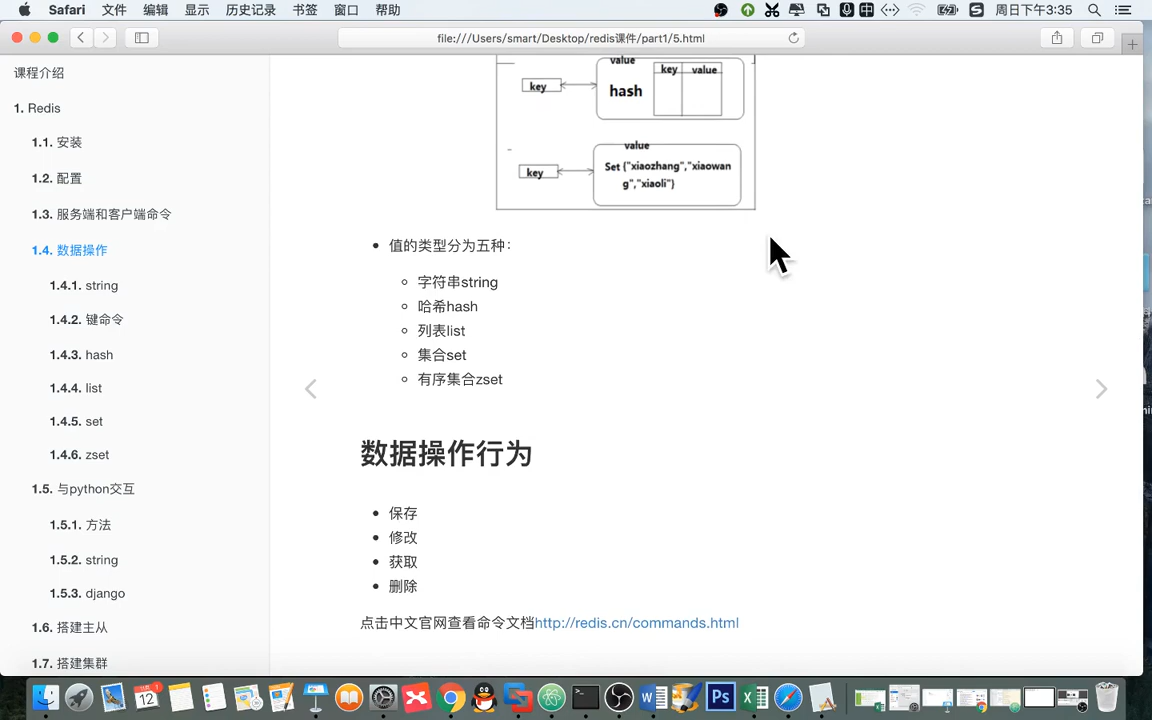 Safari 文件 编辑 显示 历史记录 书签 窗口 帮助 周日下午3:35
file:///Users/smart/Desktop/redis课件/part1/5.html
课程介绍
1. Redis
1.1. 安装
1.2. 配置
1.3. 服务端和客户端命令
1.4. 数据操作
1.4.1. string
1.4.2. 键命令
1.4.3. hash
1.4.4. list
1.4.5. set
1.4.6. zset
1.5. 与python交互
1.5.1. 方法
1.5.2. string
1.5.3. django
1.6. 搭建主从
1.7. 搭建集群
value
key hash key value
value
key Set {"xiaozhang","xiaowan
g","xiaoli"}
值的类型分为五种：
字符串string
哈希hash
列表list
集合set
有序集合zset
数据操作行为
保存
修改
获取
删除
点击中文官网查看命令文档http://redis.cn/commands.html
12
Ps